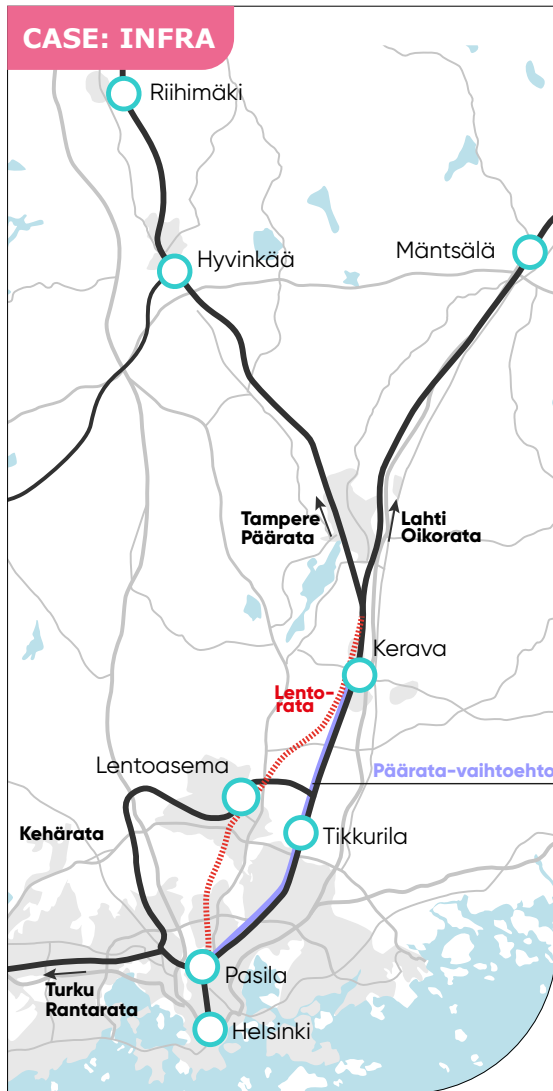 CASE: INFRA
Riihimäki
Hyvinkää
Mäntsälä
Tampere
Päärata
Lahti
Oikorata
Kerava
Lento-
rata
Lentoasema
Päärata-vaihtoehto
Kehärata
Tikkurila
Pasila
Turku
Rantarata
Helsinki